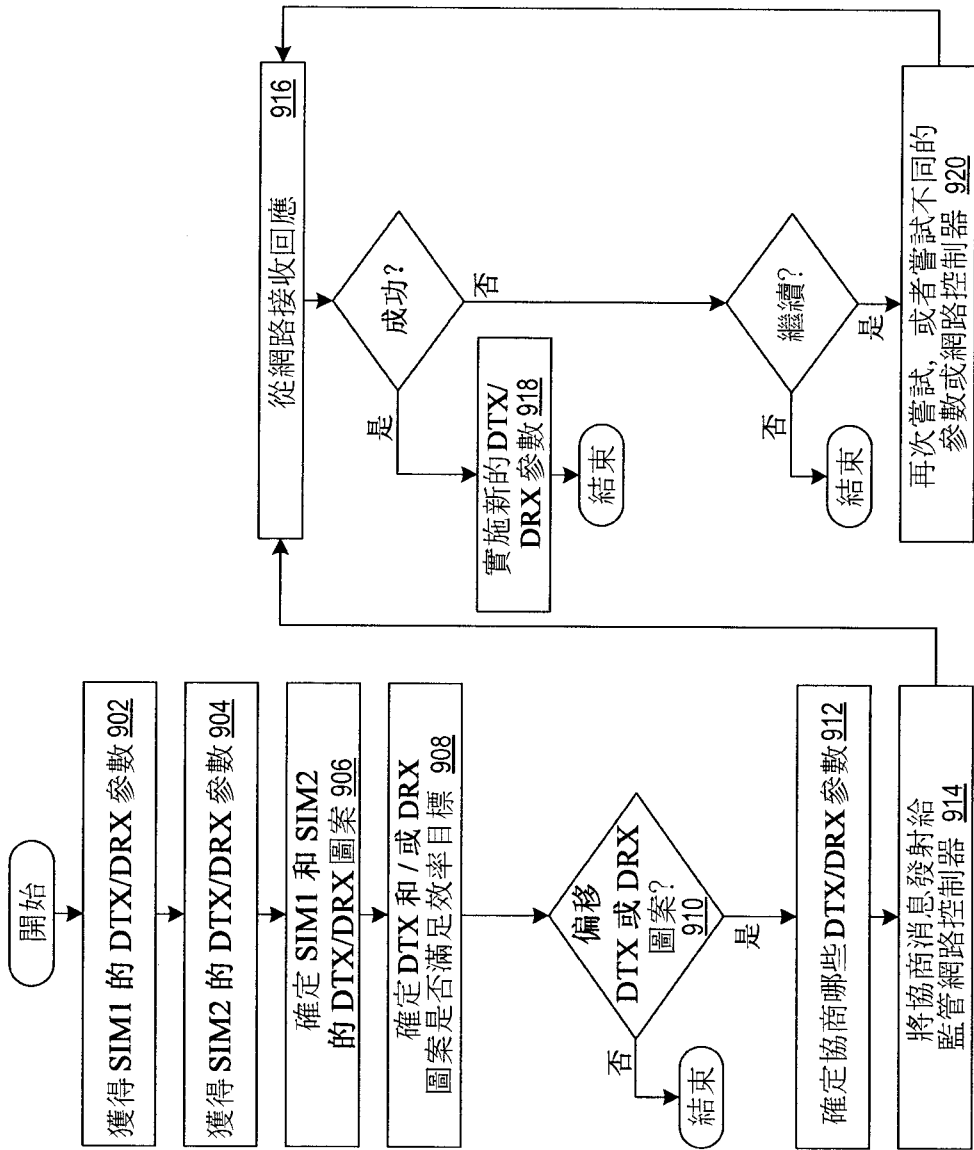 開始
獲得 SIM1 的 DTX/DRX 參數 902
獲得 SIM2 的 DTX/DRX 參數 904
確定 SIM1 和 SIM2
的 DTX/DRX 圖案 906
確定 DTX 和 / 或 DRX
圖案是否滿足效率目標 908
偏移
DTX 或 DRX
圖案?
910
否
結束
是
確定協商哪些 DTX/DRX 參數 912
將協商消息發射給
監管網路控制器 914
從網路接收回應 916
成功?
是
實施新的 DTX/
DRX 參數 918
結束
否
繼續?
否
結束
是
再次嘗試, 或者嘗試不同的
參數或網路控制器 920